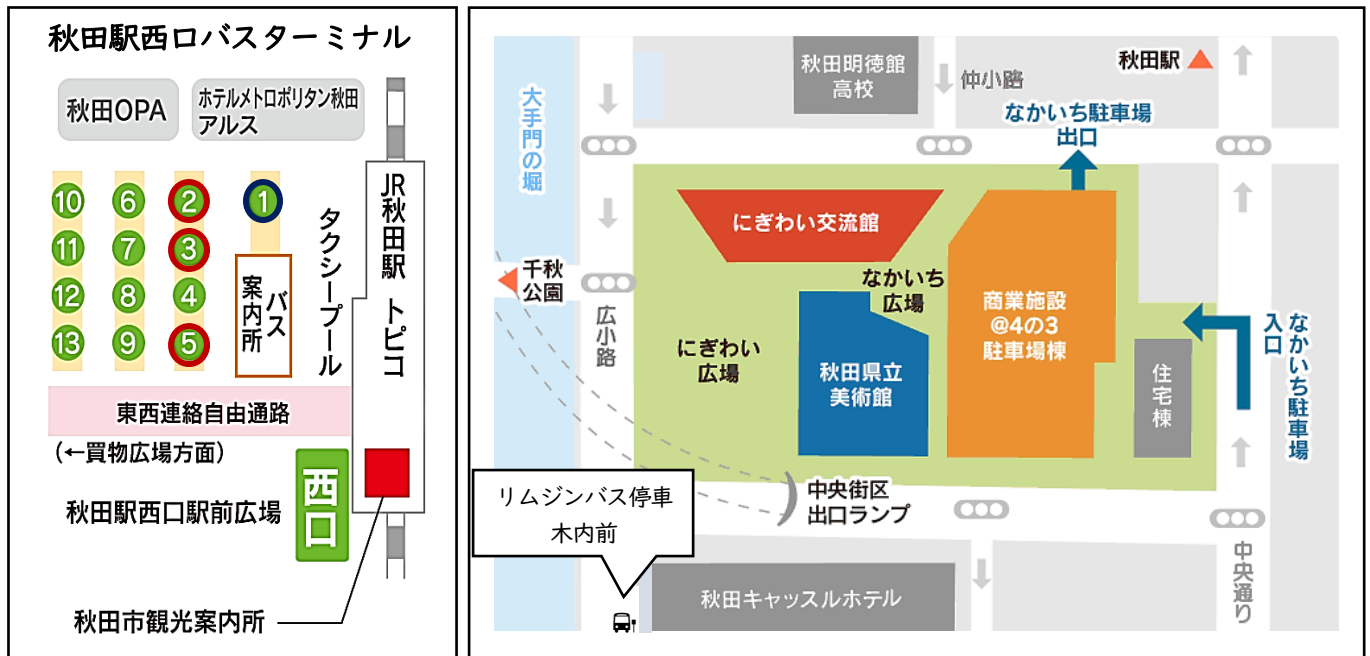 秋田駅西口バスターミナル
秋田OPA
ホテルメトロポリタン秋田
アルス
10
6
2
1
11
7
3
12
8
4
13
9
5
バス
案内所
タクシープール
JR秋田駅 トピコ
東西連絡自由通路
(←買物広場方面)
西口
秋田駅西口駅前広場
秋田市観光案内所
大手門の堀
秋田明徳館
高校
仲小路
秋田駅
なかいち駐車場
出口
にぎわい交流館
千秋
公園
広小路
なかいち
広場
にぎわい
広場
秋田県立
美術館
商業施設
@4の3
駐車場棟
住宅棟
なかいち駐車場
入口
中央街区
出口ランプ
中央通り
リムジンバス停車
木内前
秋田キャッスルホテル